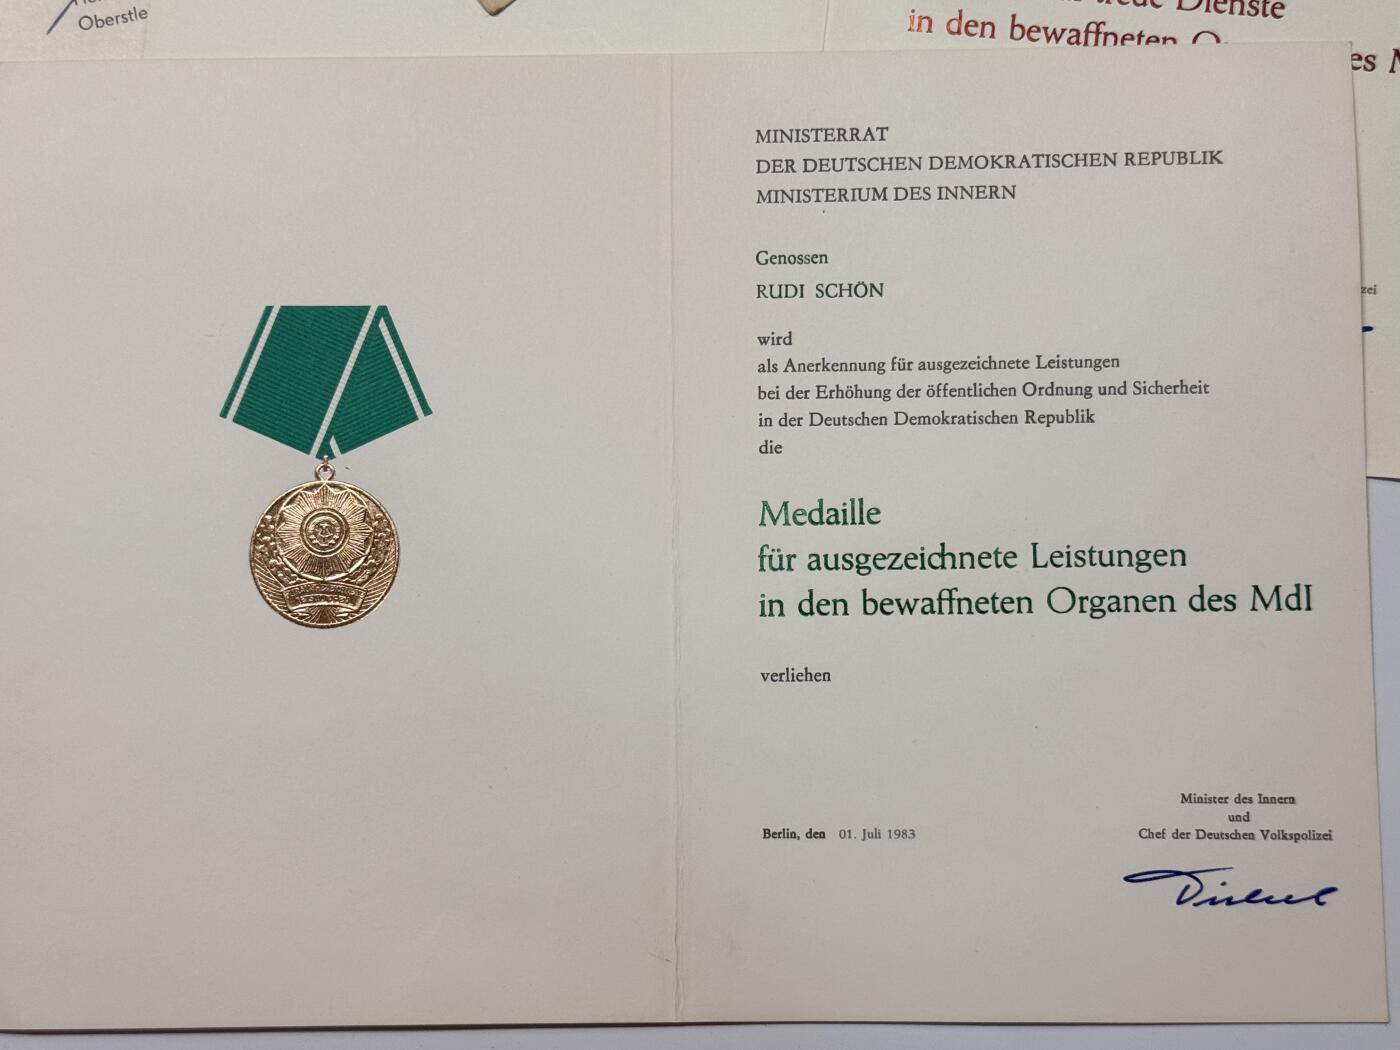 Oberstle
treue Dienste
in den bewaffneten
es M
zei
MINISTERRAT
DER DEUTSCHEN DEMOKRATISCHEN REPUBLIK
MINISTERIUM DES INNERN
Genossen
RUDI SCHÖN
wird
als Anerkennung für ausgezeichnete Leistungen
bei der Erhöhung der öffentlichen Ordnung und Sicherheit
in der Deutschen Demokratischen Republik
die
Medaille
für ausgezeichnete Leistungen
in den bewaffneten Organen des MdI
verliehen
Minister des Innern
und
Berlin, den 01. Juli 1983
Chef der Deutschen Volkspolizei